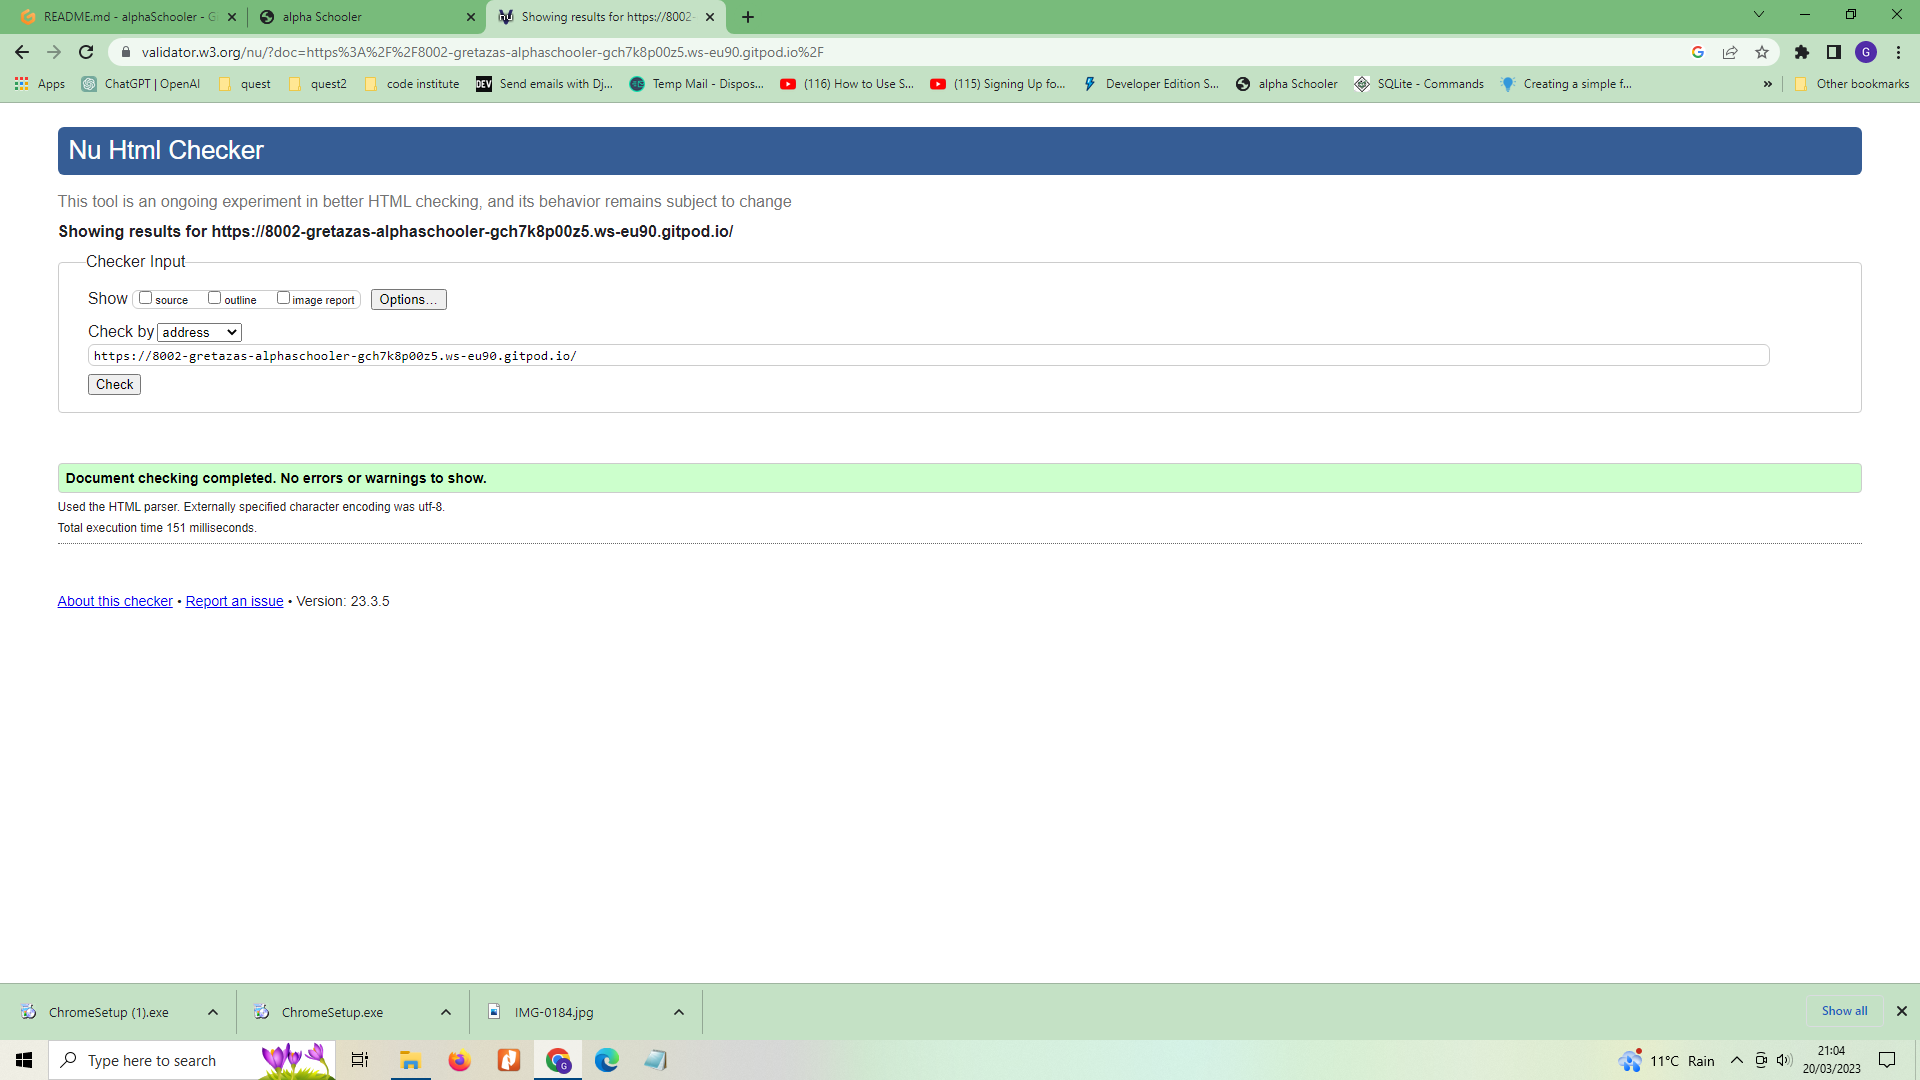 README.md - alphaSchooler - G
alpha Schooler
Showing results for https://8002-
validator.w3.org/nu/?doc=https%3A%2F%2F8002-gretazas-alphaschooler-gch7k8p00z5.ws-eu90.gitpod.io%2F
G
Apps
ChatGPT | OpenAI
quest
quest2
code institute
DEV
Send emails with Dj...
Temp Mail - Dispos...
(116) How to Use S...
(115) Signing Up fo...
Developer Edition S...
alpha Schooler
SQLite - Commands
Creating a simple f...
»
Other bookmarks
Nu Html Checker
This tool is an ongoing experiment in better HTML checking, and its behavior remains subject to change
Showing results for https://8002-gretazas-alphaschooler-gch7k8p00z5.ws-eu90.gitpod.io/
Checker Input
Show source outline image report Options...
Check by address
https://8002-gretazas-alphaschooler-gch7k8p00z5.ws-eu90.gitpod.io/
Check
Document checking completed. No errors or warnings to show.
Used the HTML parser. Externally specified character encoding was utf-8.
Total execution time 151 milliseconds.
About this checker • Report an issue • Version: 23.3.5
ChromeSetup (1).exe
ChromeSetup.exe
IMG-0184.jpg
Show all
Type here to search
G
11°C Rain
21:04
20/03/2023